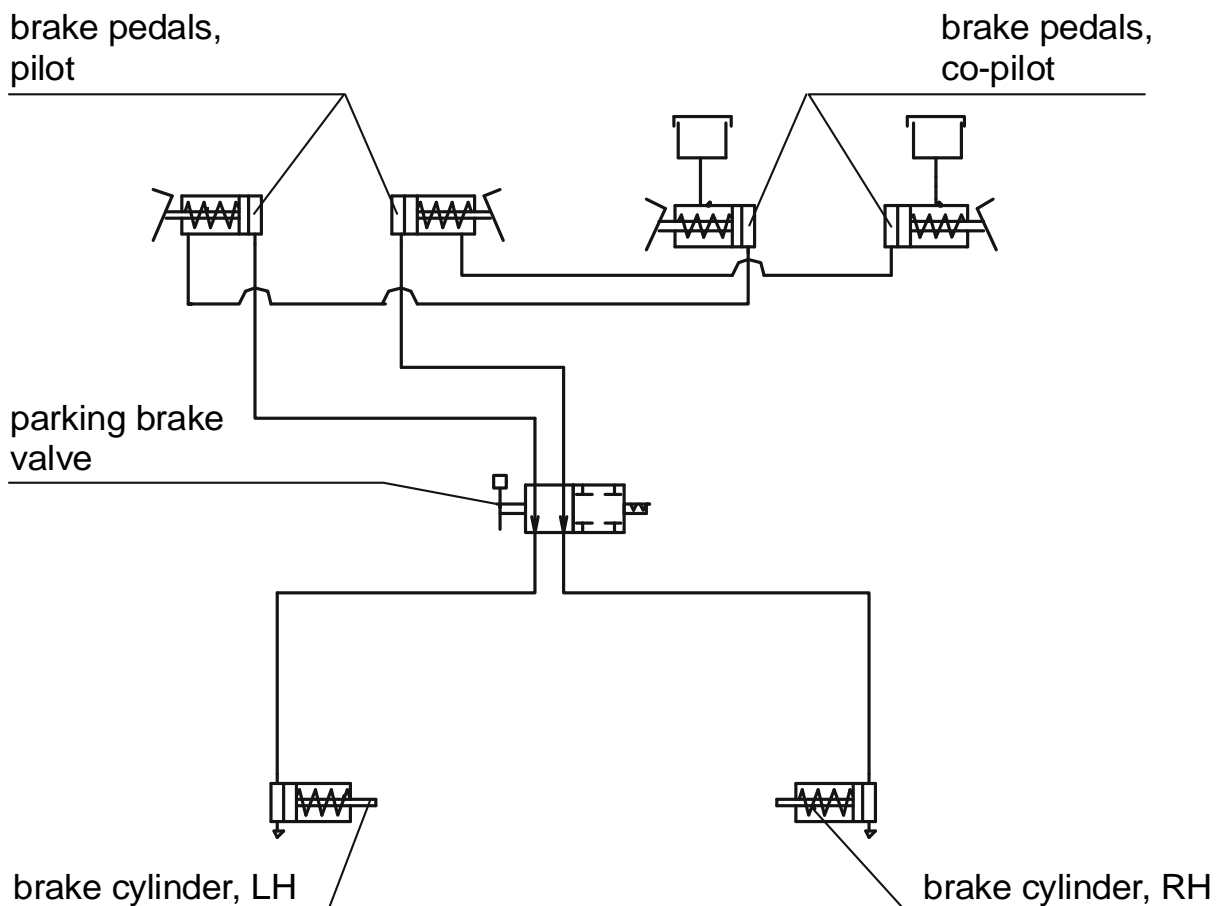 brake pedals,
pilot
brake pedals,
co-pilot
parking brake
valve
brake cylinder, LH
brake cylinder, RH